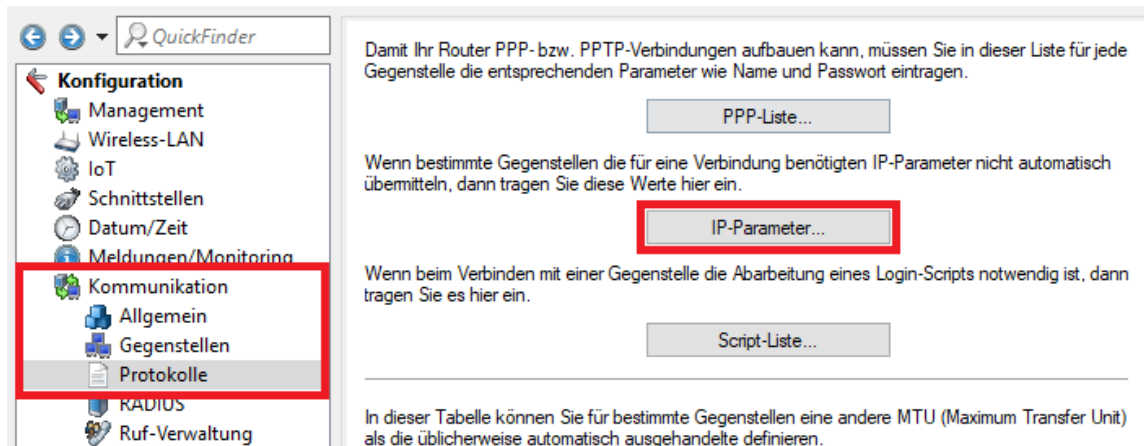 QuickFinder
Konfiguration
Management
Wireless-LAN
IoT
Schnittstellen
Datum/Zeit
Meldungen/Monitoring
Kommunikation
Allgemein
Gegenstellen
Protokolle
RADIUS
Ruf-Verwaltung
Damit Ihr Router PPP- bzw. PPTP-Verbindungen aufbauen kann, müssen Sie in dieser Liste für jede
Gegenstelle die entsprechenden Parameter wie Name und Passwort eintragen.
PPP-Liste...
Wenn bestimmte Gegenstellen die für eine Verbindung benötigten IP-Parameter nicht automatisch
übermitteln, dann tragen Sie diese Werte hier ein.
IP-Parameter...
Wenn beim Verbinden mit einer Gegenstelle die Abarbeitung eines Login-Scripts notwendig ist, dann
tragen Sie es hier ein.
Script-Liste...
In dieser Tabelle können Sie für bestimmte Gegenstellen eine andere MTU (Maximum Transfer Unit)
als die üblicherweise automatisch ausgehandelte definieren.